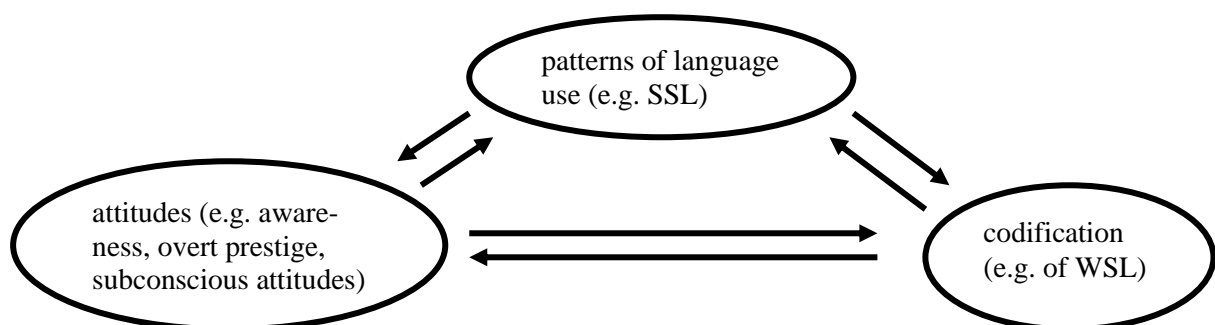 patterns of language
use (e.g. SSL)
attitudes (e.g. aware-
ness, overt prestige,
subconscious attitudes)
codification
(e.g. of WSL)